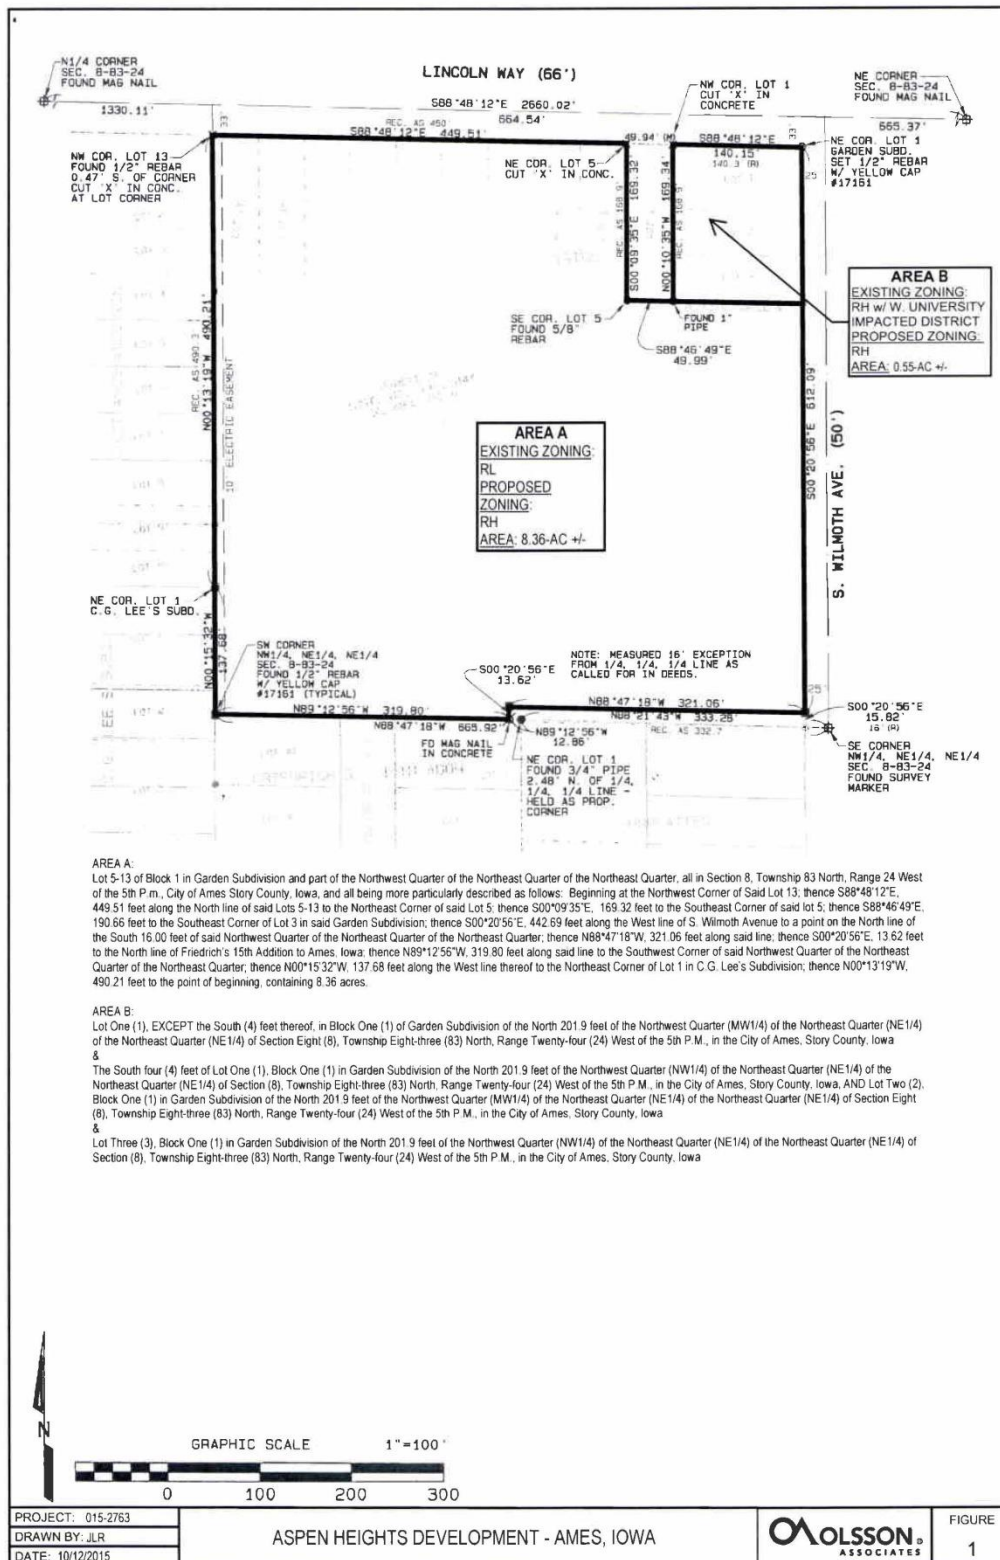 N1/4 CORNER
SEC. 8-83-24
FOUND MAG NAIL
LINCOLN WAY (66')
NW COR. LOT 1
CUT 'X' IN
CONCRETE
NE CORNER
SEC. 8-83-24
FOUND MAG NAIL
1330.11'
S88°48'12"E 2660.02'
664.54'
665.37'
33'
REC. AS 450'
S88°48'12"E 449.51'
49.94' (M)
S88°48'12"E
140.15'
140.3 (R)
33'
25'
NW COR. LOT 13
FOUND 1/2" REBAR
0.47' S. OF CORNER
CUT 'X' IN CONC.
AT LOT CORNER
NE COR. LOT 5
CUT 'X' IN CONC.
NE COR. LOT 1
GARDEN SUBD.
SET 1/2" REBAR
W/ YELLOW CAP
#17161
REC. AS 168.9'
S00°09'35"E 169.32'
N00°10'35"W 169.34'
REC. AS 168.9'
AREA B
EXISTING ZONING:
RH w/ W. UNIVERSITY
IMPACTED DISTRICT
PROPOSED ZONING:
RH
AREA: 0.55-AC +/-
SE COR. LOT 5
FOUND 5/8"
REBAR
FOUND 1"
PIPE
S88°46'49"E
49.99'
REC. AS 490.3
N00°13'19"W 490.21'
10' ELECTRIC EASEMENT
S00°20'56"E 612.09'
S. WILMOTH AVE. (50')
AREA A
EXISTING ZONING:
RL
PROPOSED
ZONING:
RH
AREA: 8.36-AC +/-
NE COR. LOT 1
C.G. LEE'S SUBD.
N00°15'32"W
137.68'
SW CORNER
NW1/4, NE1/4, NE1/4
SEC. 8-83-24
FOUND 1/2" REBAR
W/ YELLOW CAP
#17161 (TYPICAL)
S00°20'56"E
13.62'
NOTE: MEASURED 16' EXCEPTION
FROM 1/4, 1/4, 1/4 LINE AS
CALLED FOR IN DEEDS.
25'
N89°12'56"W 319.80'
N88°47'18"W 665.92'
N88°47'18"W 321.06'
N88°21'43"W 333.26'
REC. AS 332.7
S00°20'56"E
15.82'
16' (R)
FD MAG NAIL
IN CONCRETE
N89°12'56"W
12.86'
NE COR. LOT 1
FOUND 3/4" PIPE
2.48' N. OF 1/4,
1/4, 1/4 LINE -
HELD AS PROP.
CORNER
SE CORNER
NW1/4, NE1/4, NE1/4
SEC. 8-83-24
FOUND SURVEY
MARKER
AREA A:
Lot 5-13 of Block 1 in Garden Subdivision and part of the Northwest Quarter of the Northeast Quarter of the Northeast Quarter, all in Section 8, Township 83 North, Range 24 West
of the 5th P.m., City of Ames Story County, Iowa, and all being more particularly described as follows: Beginning at the Northwest Corner of Said Lot 13; thence S88°48'12"E,
449.51 feet along the North line of said Lots 5-13 to the Northeast Corner of said Lot 5; thence S00°09'35"E, 169.32 feet to the Southeast Corner of said lot 5; thence S88°46'49"E,
190.66 feet to the Southeast Corner of Lot 3 in said Garden Subdivision; thence S00°20'56"E, 442.69 feet along the West line of S. Wilmoth Avenue to a point on the North line of
the South 16.00 feet of said Northwest Quarter of the Northeast Quarter of the Northeast Quarter; thence N88°47'18"W, 321.06 feet along said line; thence S00°20'56"E, 13.62 feet
to the North line of Friedrich's 15th Addition to Ames, Iowa; thence N89°12'56"W, 319.80 feet along said line to the Southwest Corner of said Northwest Quarter of the Northeast
Quarter of the Northeast Quarter; thence N00°15'32"W, 137.68 feet along the West line thereof to the Northeast Corner of Lot 1 in C.G. Lee's Subdivision; thence N00°13'19"W,
490.21 feet to the point of beginning, containing 8.36 acres.
AREA B:
Lot One (1), EXCEPT the South (4) feet thereof, in Block One (1) of Garden Subdivision of the North 201.9 feet of the Northwest Quarter (MW1/4) of the Northeast Quarter (NE1/4)
of the Northeast Quarter (NE1/4) of Section Eight (8), Township Eight-three (83) North, Range Twenty-four (24) West of the 5th P.M., in the City of Ames, Story County, Iowa
&
The South four (4) feet of Lot One (1), Block One (1) in Garden Subdivision of the North 201.9 feet of the Northwest Quarter (NW1/4) of the Northeast Quarter (NE1/4) of the
Northeast Quarter (NE1/4) of Section (8), Township Eight-three (83) North, Range Twenty-four (24) West of the 5th P.M., in the City of Ames, Story County, Iowa, AND Lot Two (2),
Block One (1) in Garden Subdivision of the North 201.9 feet of the Northwest Quarter (MW1/4) of the Northeast Quarter (NE1/4) of the Northeast Quarter (NE1/4) of Section Eight
(8), Township Eight-three (83) North, Range Twenty-four (24) West of the 5th P.M., in the City of Ames, Story County, Iowa
&
Lot Three (3), Block One (1) in Garden Subdivision of the North 201.9 feet of the Northwest Quarter (NW1/4) of the Northeast Quarter (NE1/4) of the Northeast Quarter (NE1/4) of
Section (8), Township Eight-three (83) North, Range Twenty-four (24) West of the 5th P.M., in the City of Ames, Story County, Iowa
N
GRAPHIC SCALE 1"=100'
0 100 200 300
PROJECT: 015-2763
DRAWN BY: JLR
DATE: 10/12/2015
ASPEN HEIGHTS DEVELOPMENT - AMES, IOWA
OLSSON
ASSOCIATES
FIGURE
1